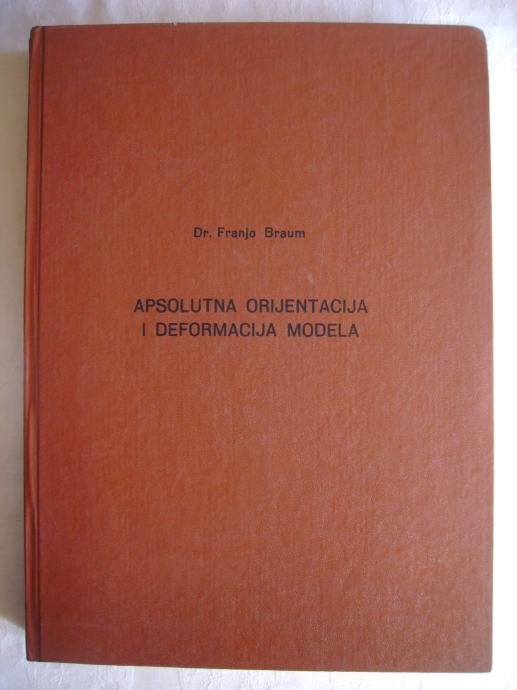 Dr. Franjo Braum
APSOLUTNA ORIJENTACIJA
I DEFORMACIJA MODELA